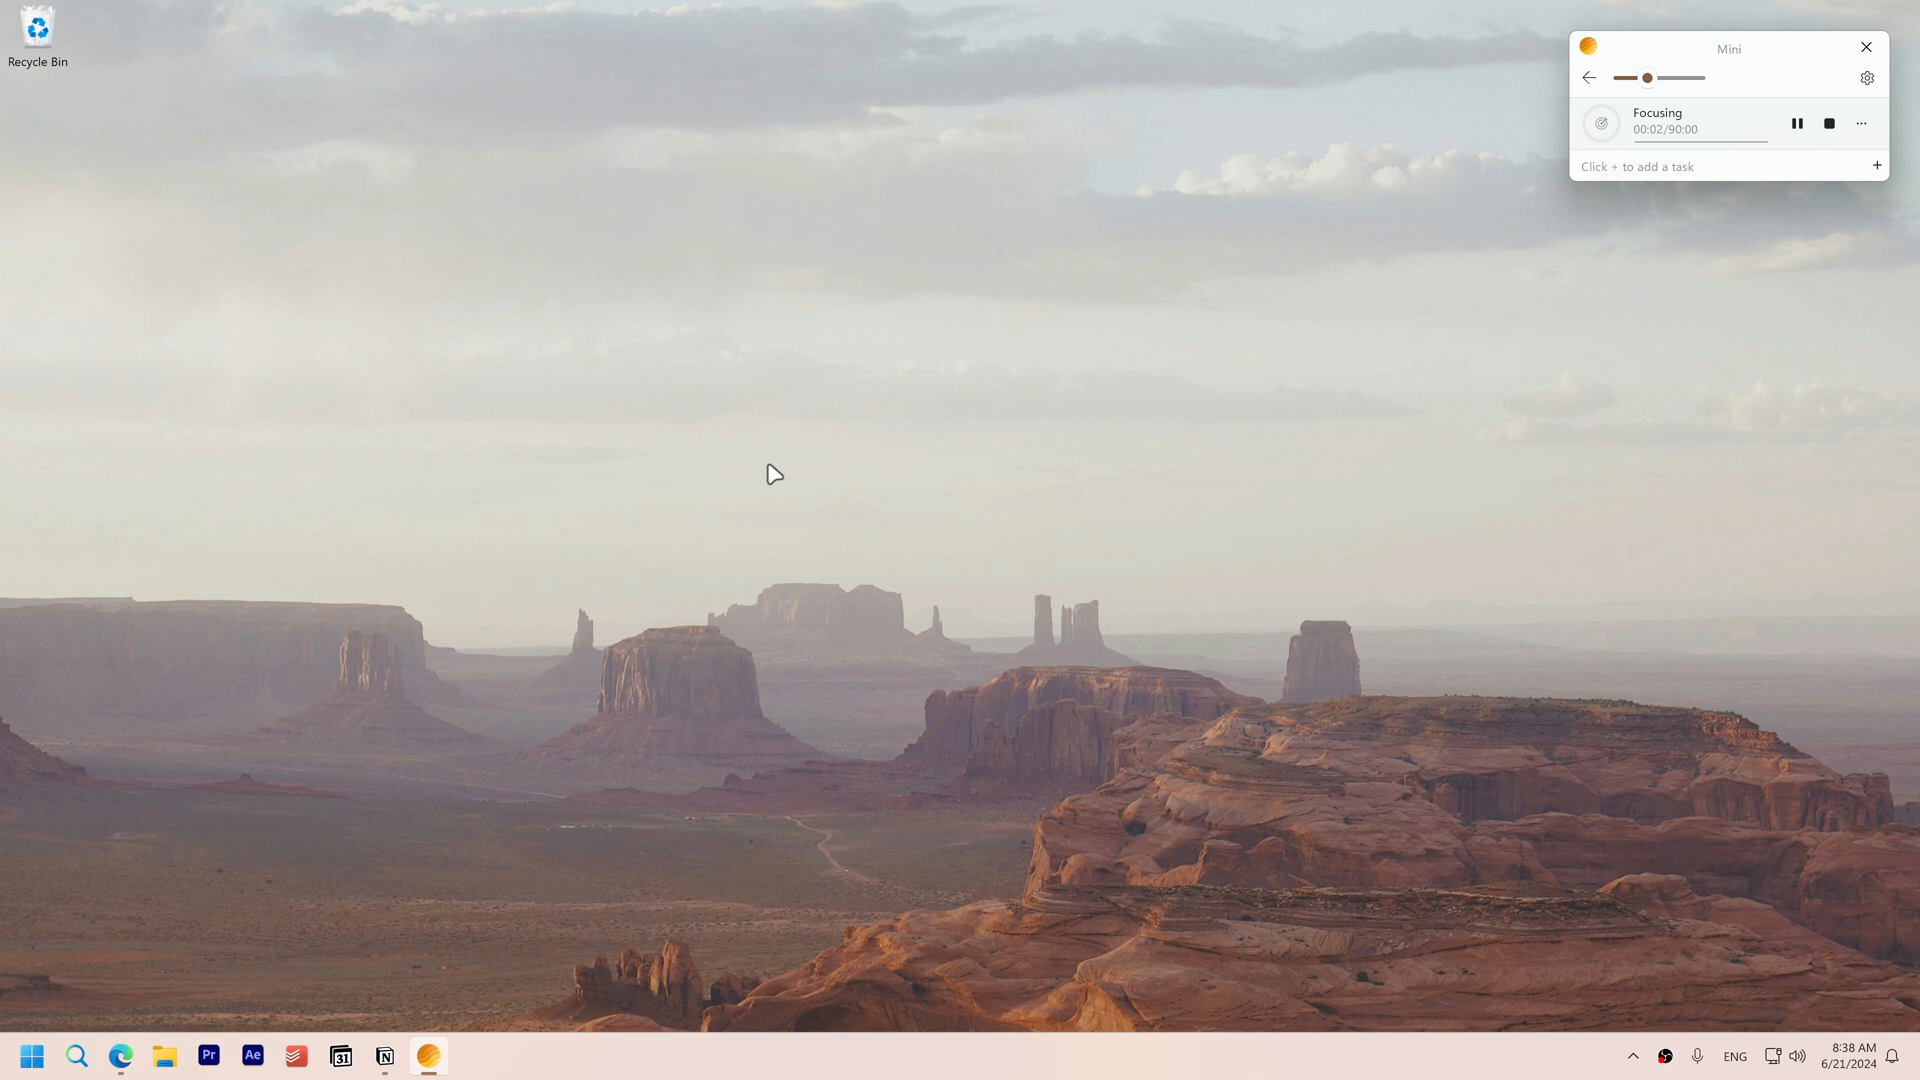 Recycle Bin
Mini
Focusing
00:02/90:00
Click + to add a task
Pr
Ae
31
N
ENG
8:38 AM
6/21/2024